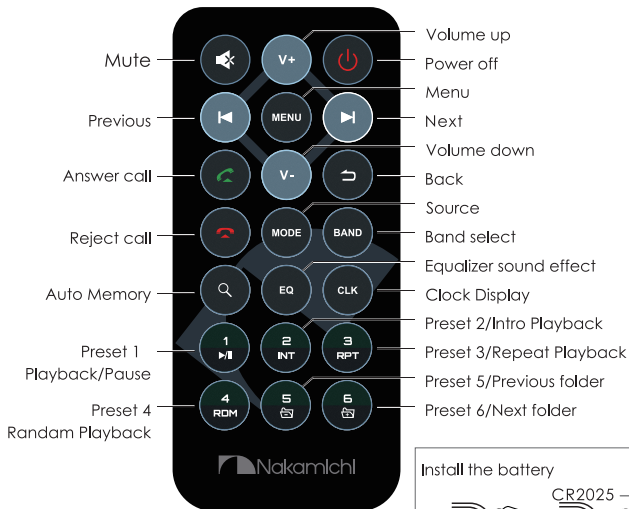 Mute
Previous
Answer call
Reject call
Auto Memory
Preset 1
Playback/Pause
Preset 4
Randam Playback
V+
MENU
V-
MODE
BAND
EQ
CLK
1
2
INT
3
RPT
4
RDM
5
6
Nakamichi
Volume up
Power off
Menu
Next
Volume down
Back
Source
Band select
Equalizer sound effect
Clock Display
Preset 2/Intro Playback
Preset 3/Repeat Playback
Preset 5/Previous folder
Preset 6/Next folder
Install the battery
CR2025